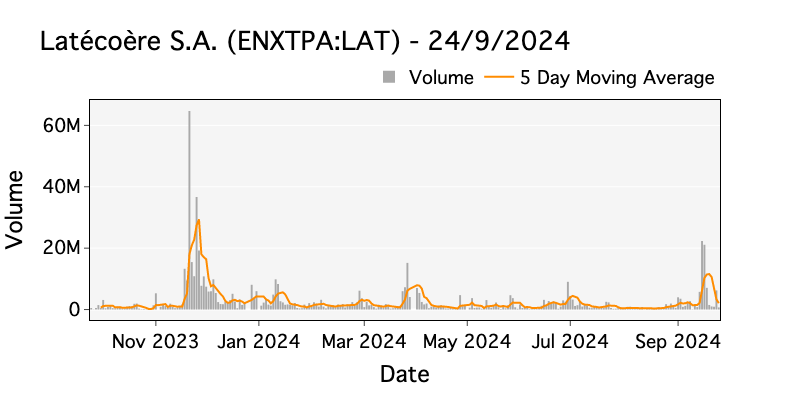 Latécoère S.A. (ENXTPA:LAT) - 24/9/2024
Volume 5 Day Moving Average
60M
40M
20M
0
Volume
Nov 2023 Jan 2024 Mar 2024 May 2024 Jul 2024 Sep 2024
Date